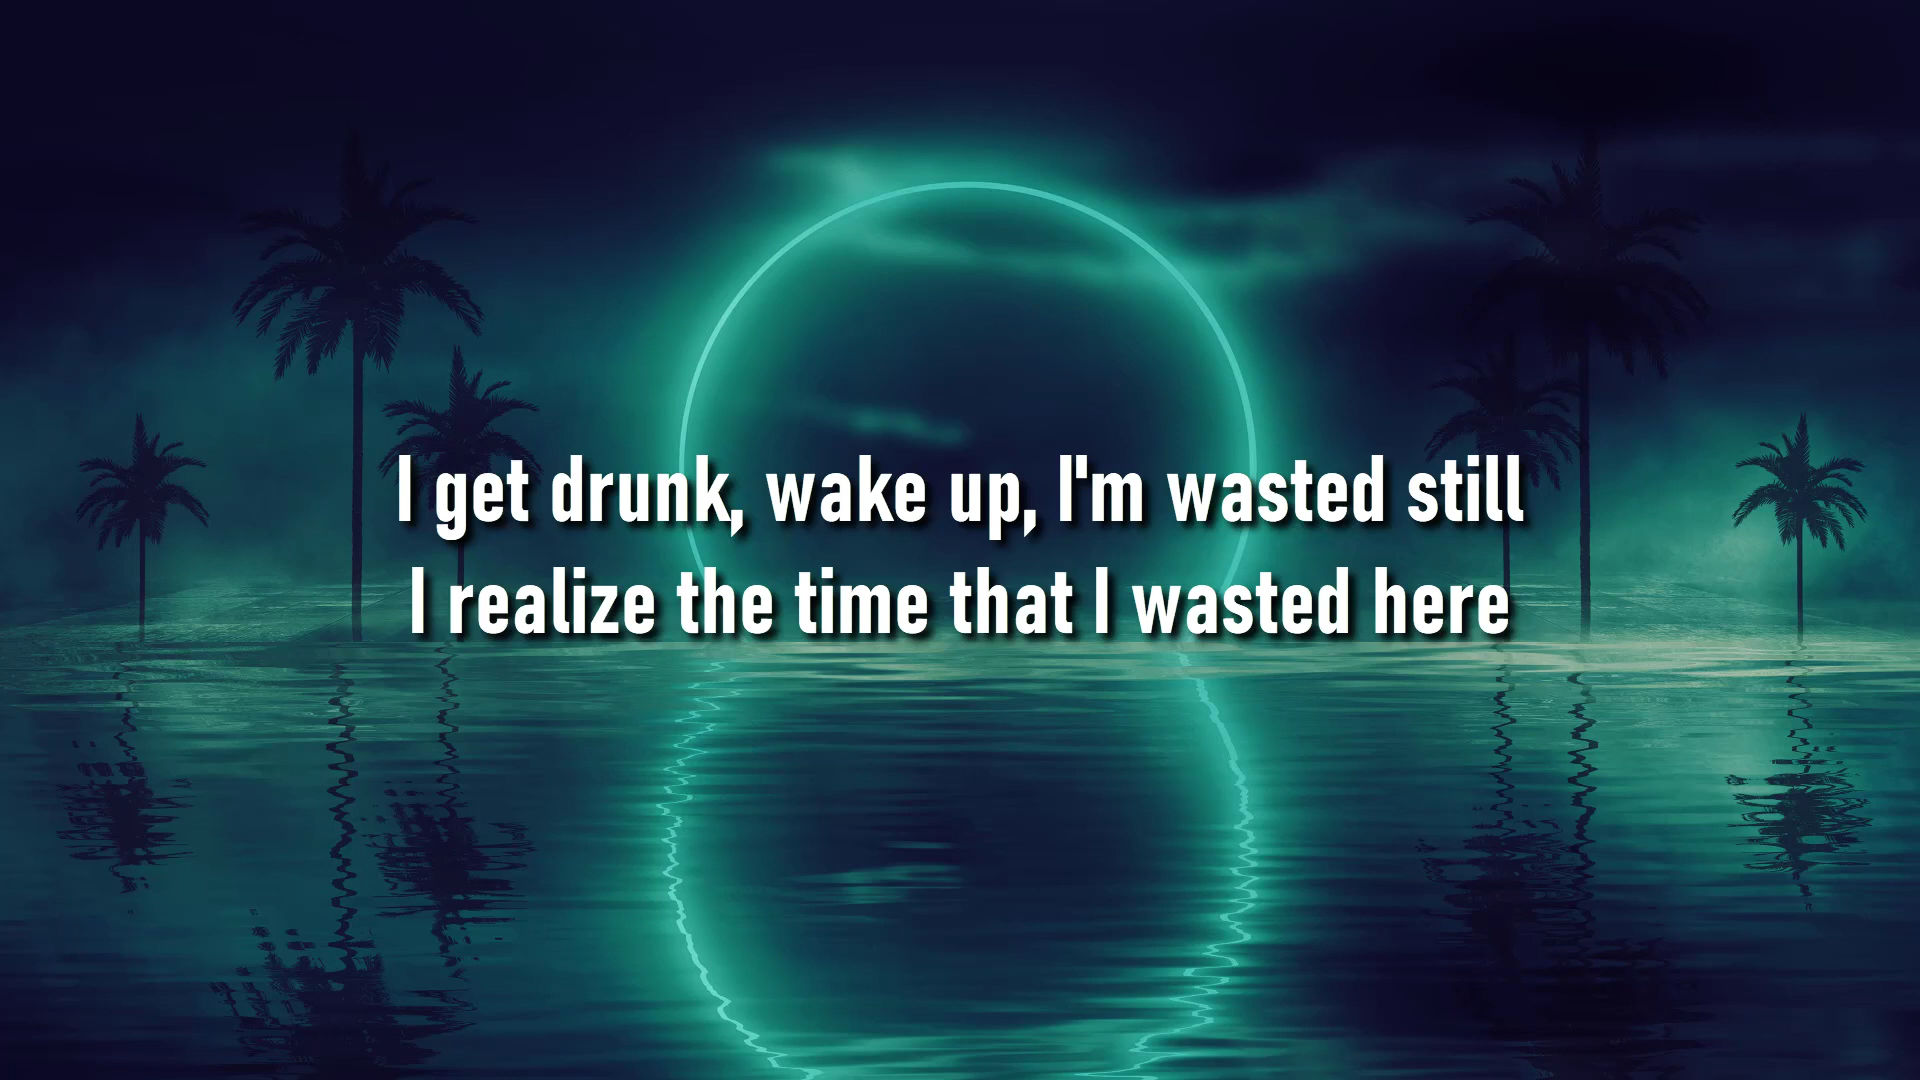 I get drunk, wake up, I'm wasted still
I realize the time that I wasted here